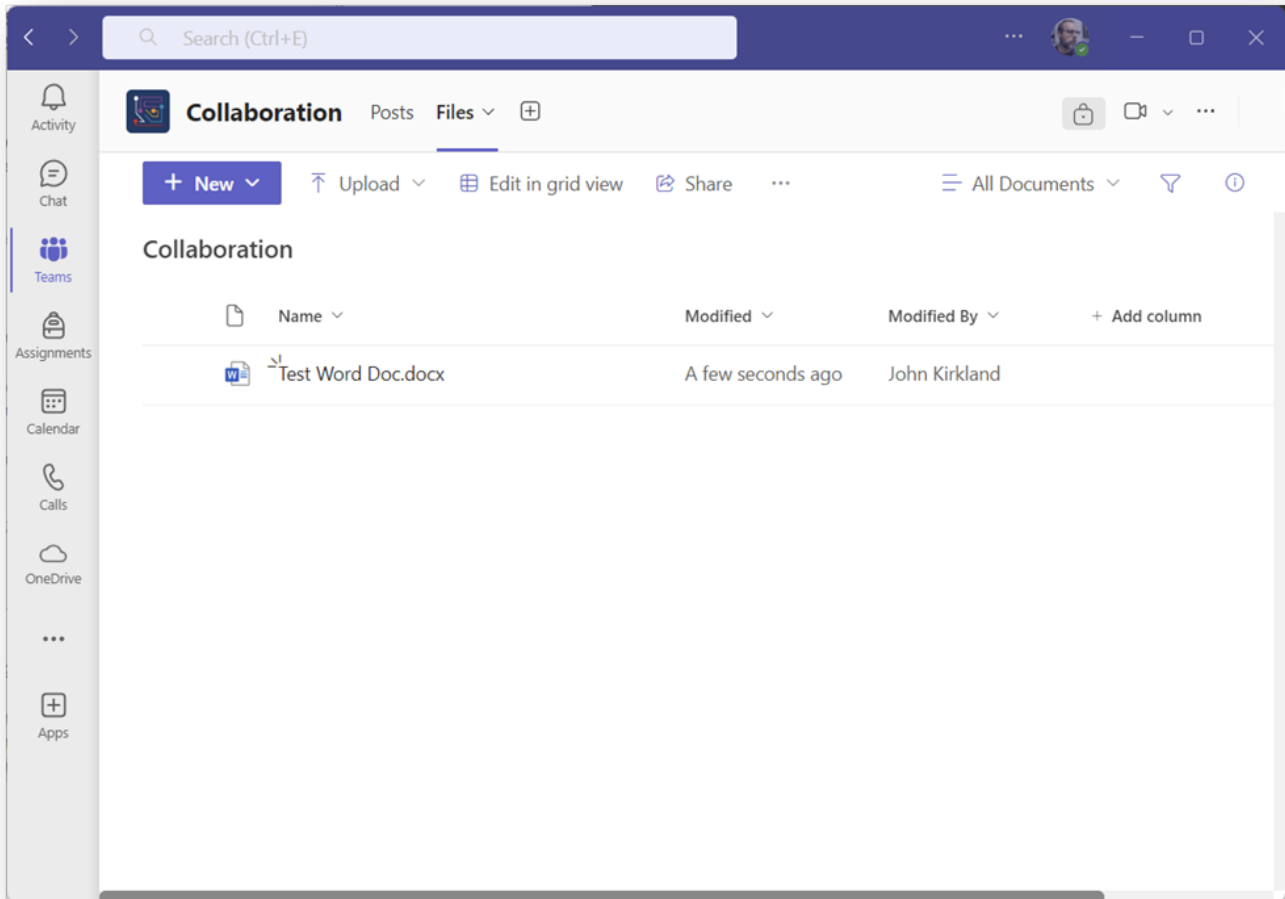 Search (Ctrl+E)
Activity
Chat
Teams
Assignments
Calendar
Calls
OneDrive
Apps
Collaboration Posts Files
+ New Upload Edit in grid view Share All Documents
Collaboration
Name Modified Modified By + Add column
Test Word Doc.docx A few seconds ago John Kirkland